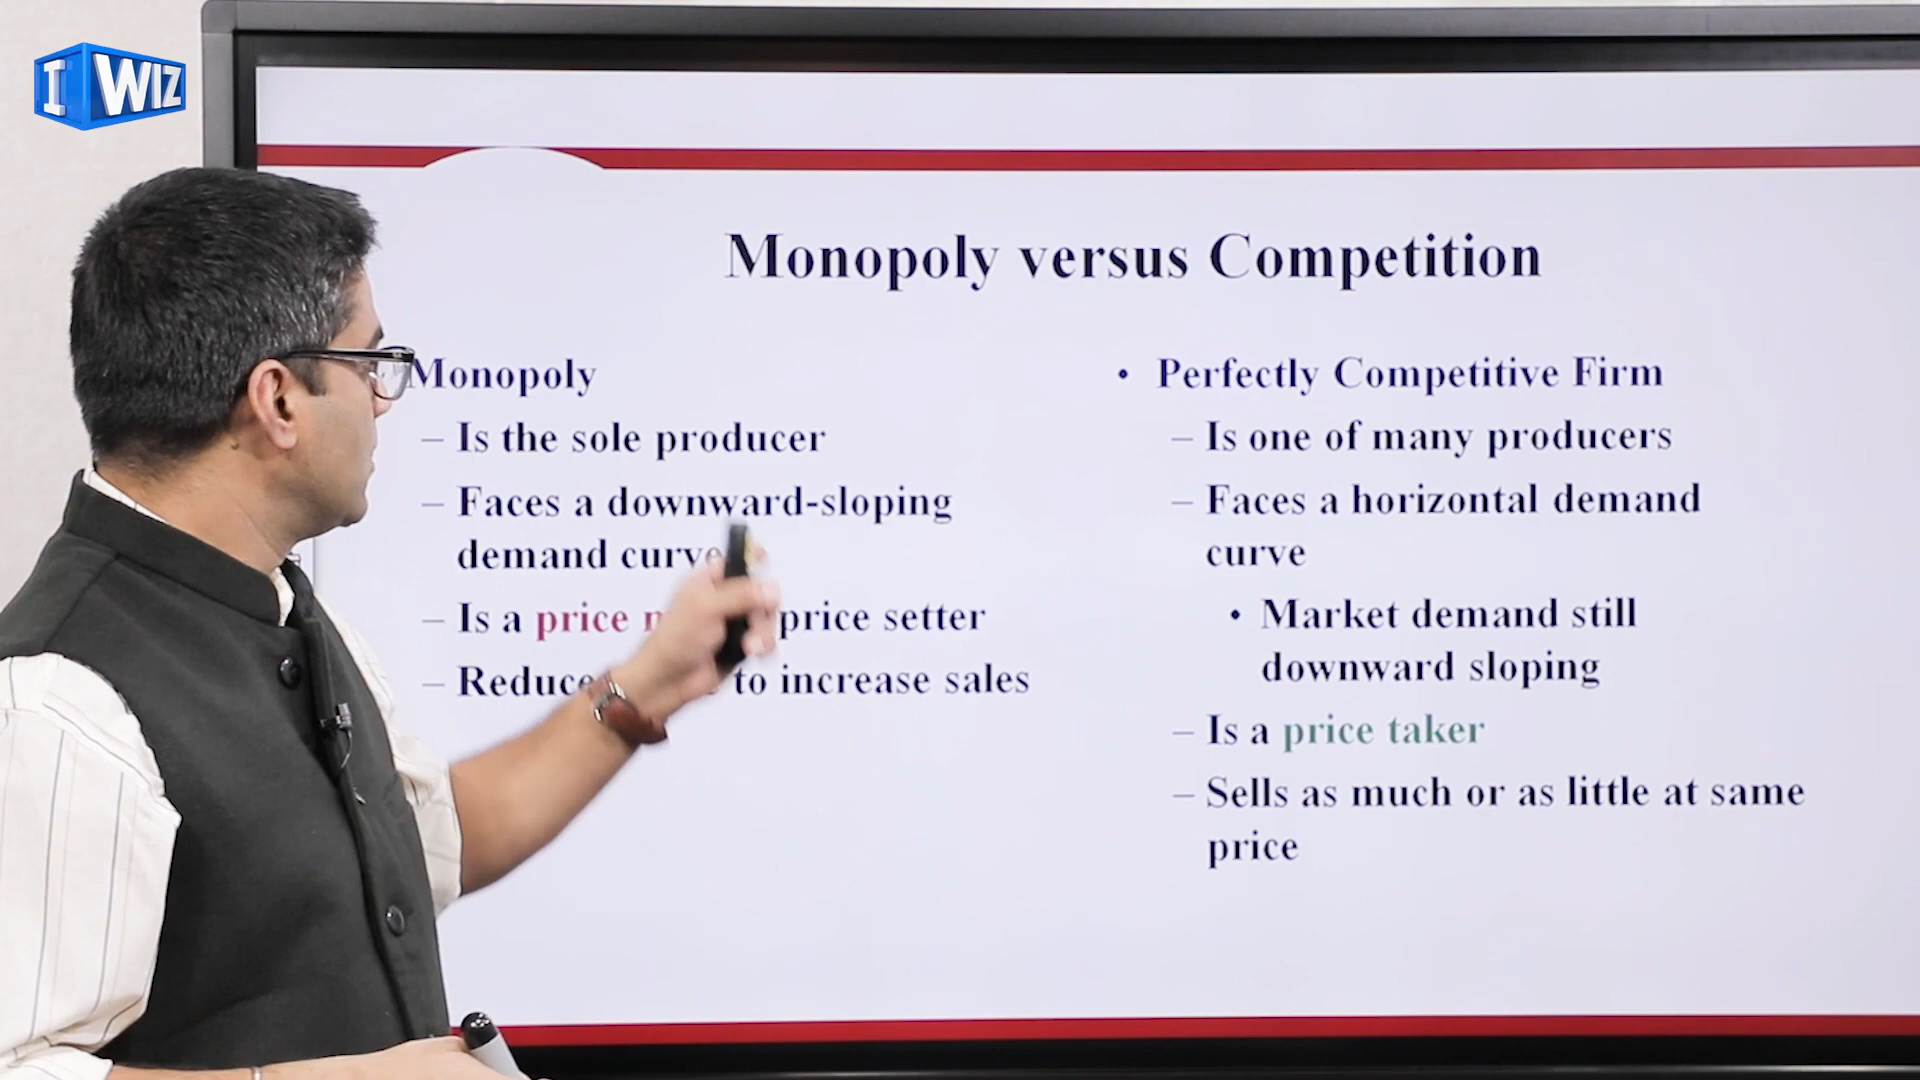 I WIZ
Monopoly versus Competition
Monopoly
– Is the sole producer
– Faces a downward-sloping
demand curve
– Is a price price setter
– Reduce to increase sales
• Perfectly Competitive Firm
– Is one of many producers
– Faces a horizontal demand
curve
• Market demand still
downward sloping
– Is a price taker
– Sells as much or as little at same
price